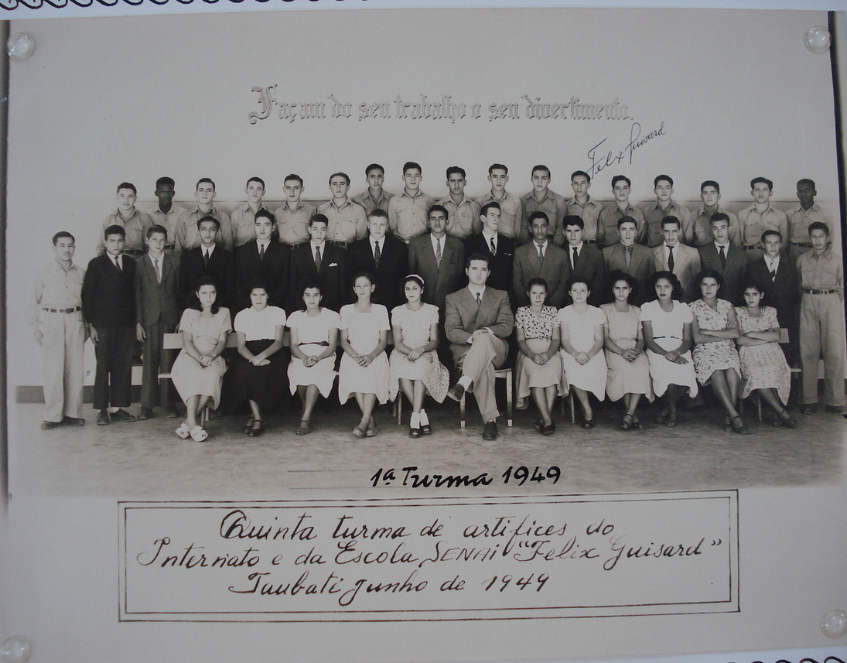 Façam do seu trabalho o seu divertimento.
Felix Guisard
1ª Turma 1949
Quinta turma de artifices do
Internato e da Escola SENAI "Felix Guisard"
Taubaté junho de 1949